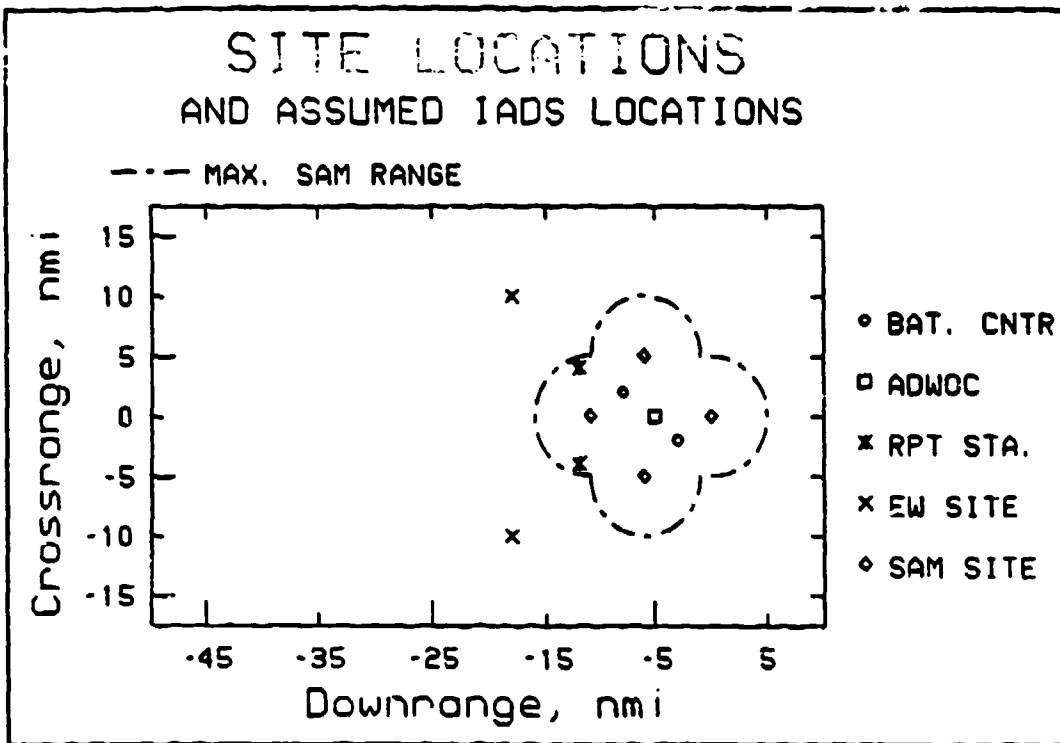 SITE LOCATIONS
AND ASSUMED IADS LOCATIONS
MAX. SAM RANGE
Crossrange, nmi
15
10
5
0
-5
-10
-15
-45
-35
-25
-15
-5
5
Downrange, nmi
BAT. CNTR
ADWOC
RPT STA.
EW SITE
SAM SITE